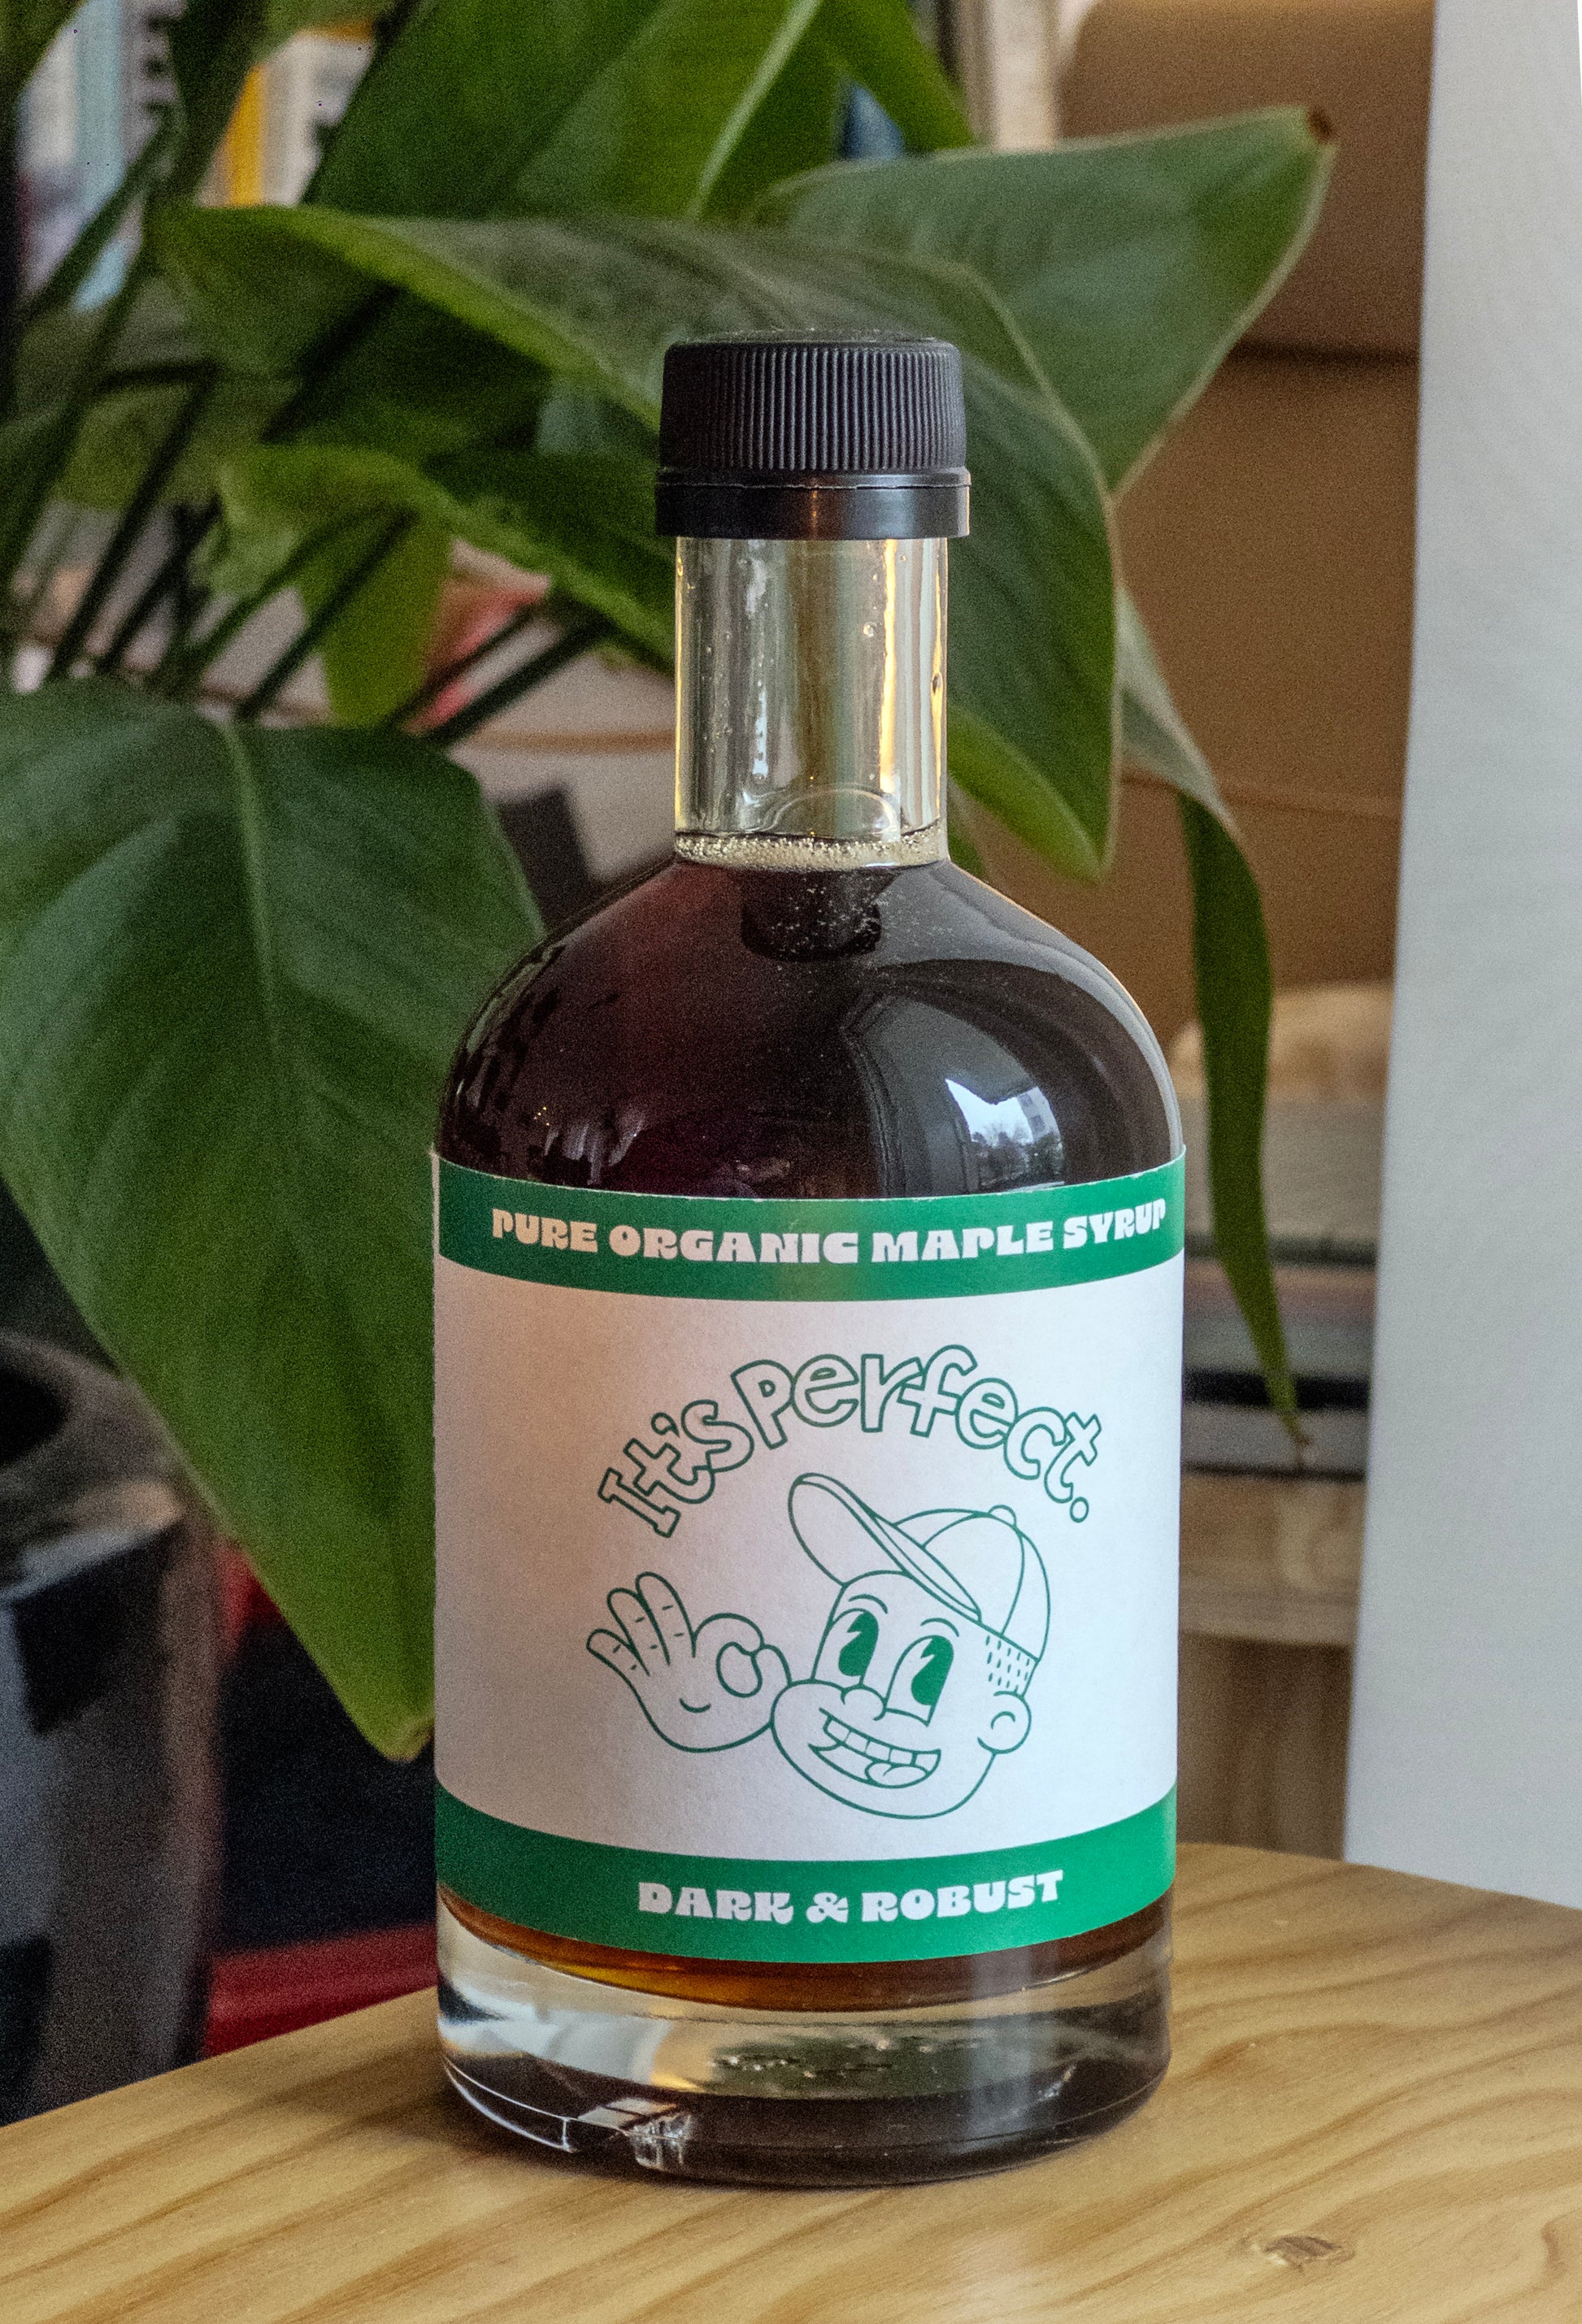 PURE ORGANIC MAPLE SYRUP
It's perfect.
DARK & ROBUST